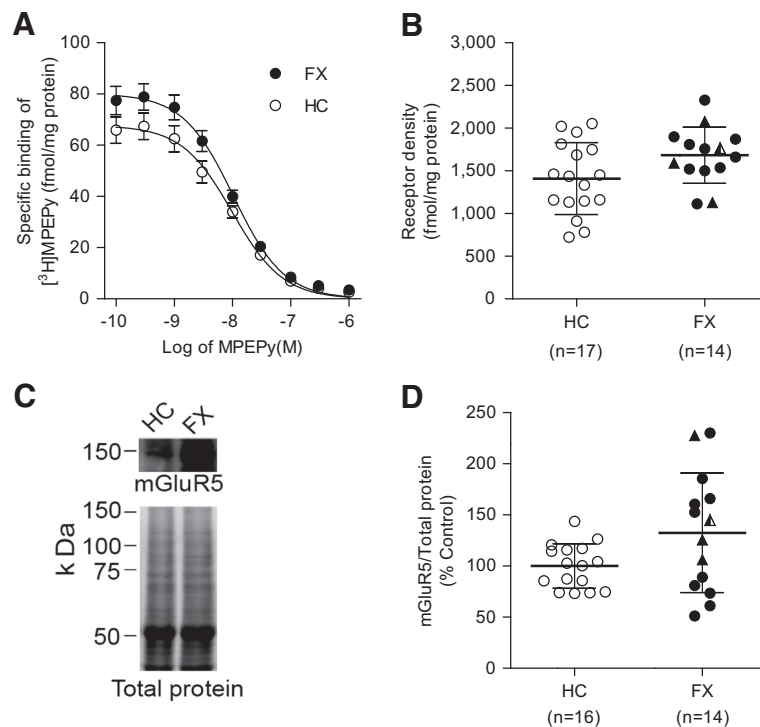 A
Specific binding of
[³H]MPEPy (fmol/mg protein)
100
80
60
40
20
0
FX
HC
-10 -9 -8 -7 -6
Log of MPEPy(M)
B
Receptor density
(fmol/mg protein)
3,000
2,500
2,000
1,500
1,000
500
0
HC FX
(n=17) (n=14)
C
HC FX
150
mGluR5
k Da
150
100
75
50
Total protein
D
mGluR5/Total protein
(% Control)
250
200
150
100
50
0
HC FX
(n=16) (n=14)